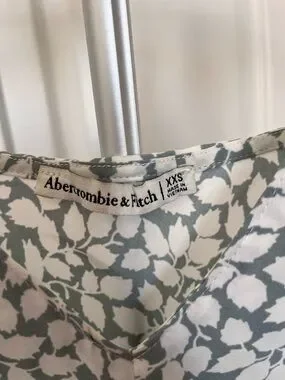 Abercrombie & Fitch
XXS
MADE IN
VIETNAM